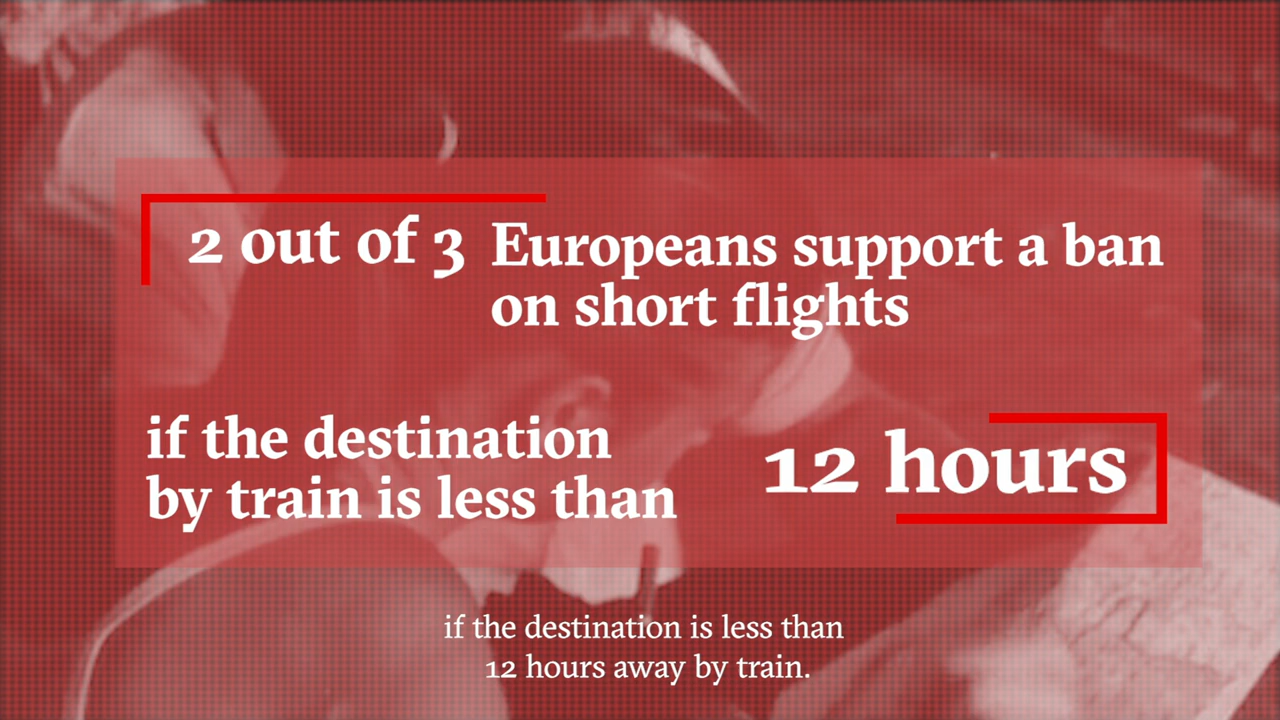 2 out of 3 Europeans support a ban
on short flights
if the destination
by train is less than
12 hours
if the destination is less than
12 hours away by train.